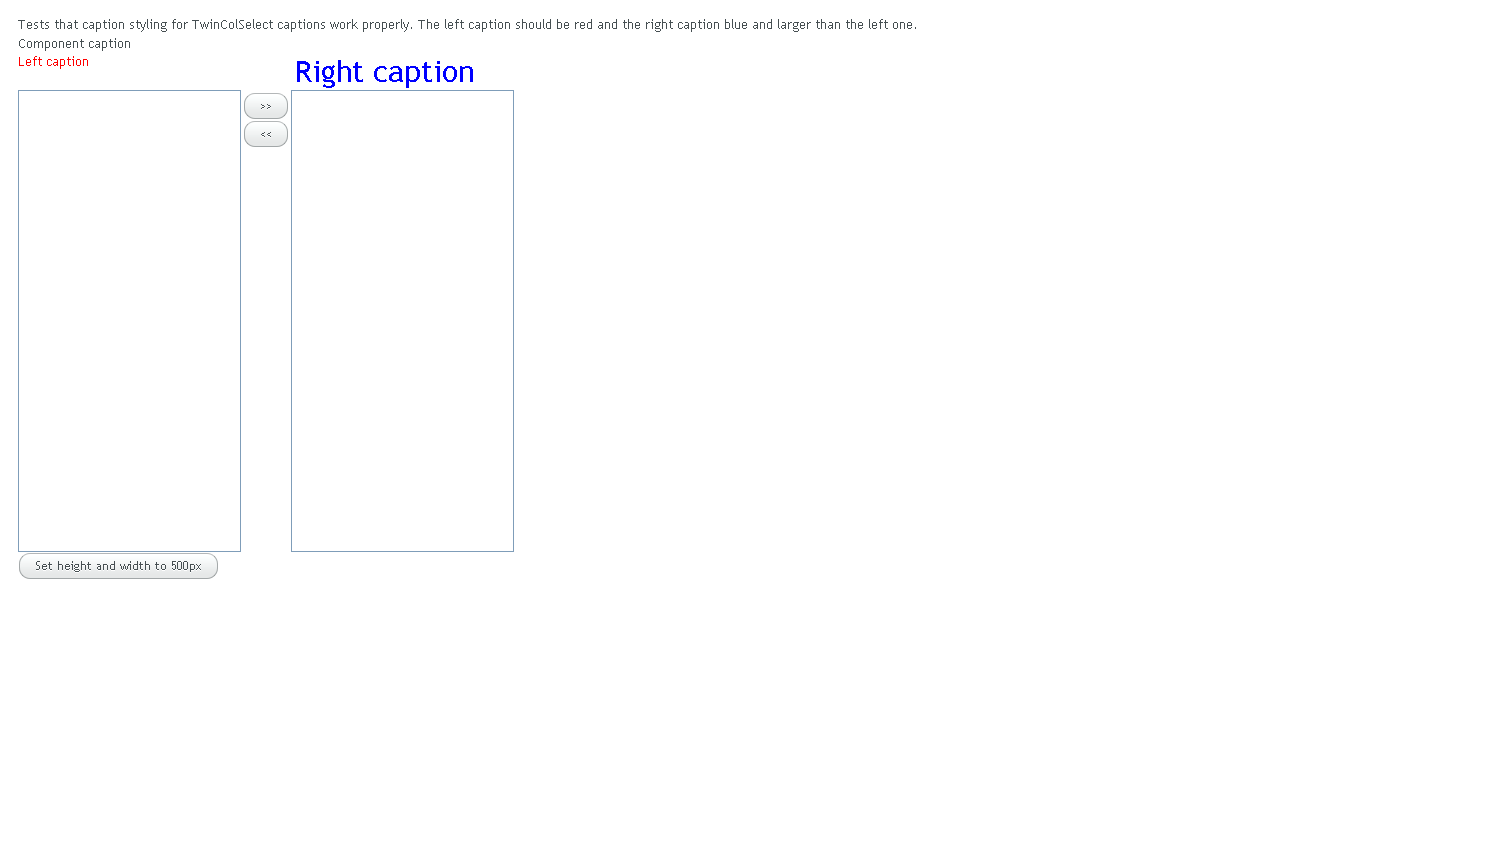 Tests that caption styling for TwinColSelect captions work properly. The left caption should be red and the right caption blue and larger than the left one.
Component caption
Left caption
Right caption
>>
<<
Set height and width to 500px